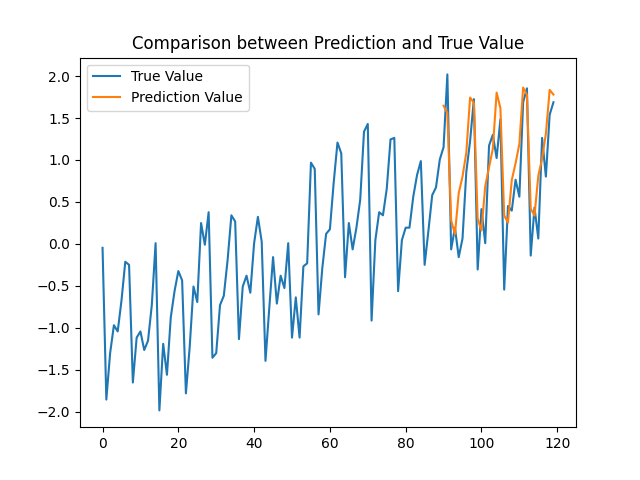 Comparison between Prediction and True Value
True Value
Prediction Value
2.0
1.5
1.0
0.5
0.0
−0.5
−1.0
−1.5
−2.0
0 20 40 60 80 100 120